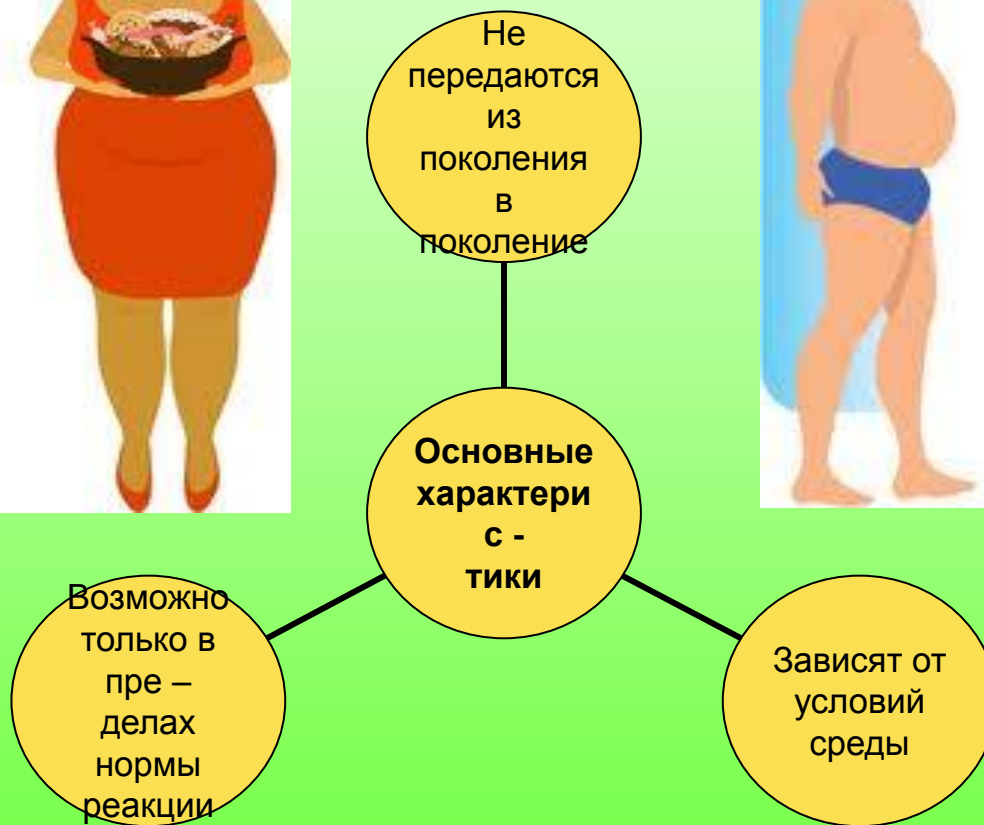 Не
передаются
из
поколения
в
поколение
Основные
характери
с -
тики
Возможно
только в
пре –
делах
нормы
реакции
Зависят от
условий
среды